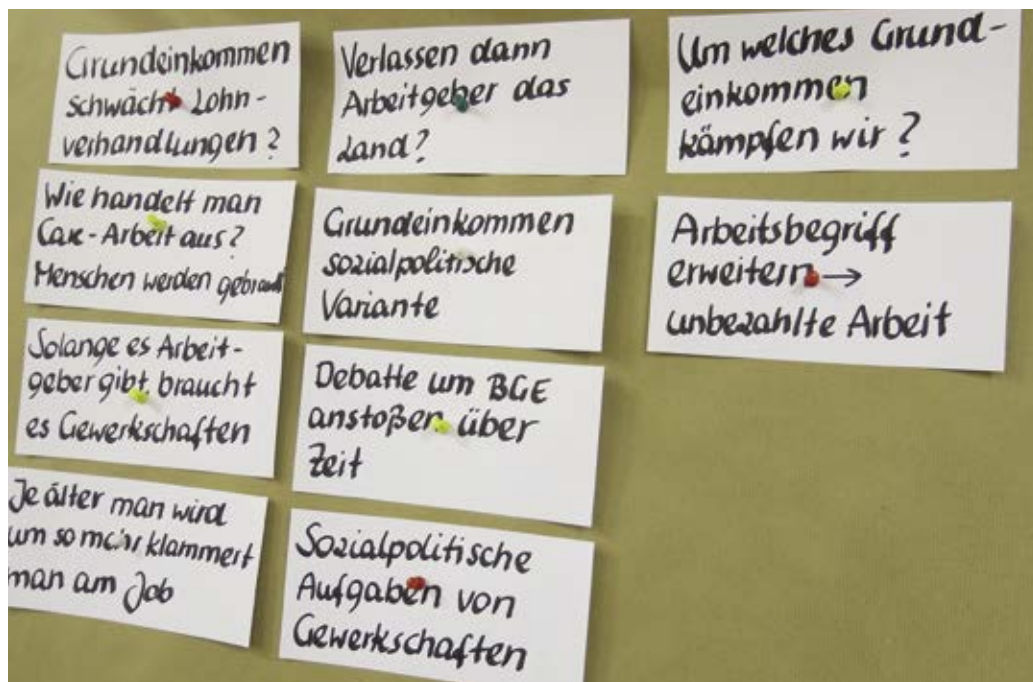 Grundeinkommen
schwächt Lohn-
verhandlungen?
Wie handelt man
Care-Arbeit aus?
Menschen werden gebraucht
Solange es Arbeit-
geber gibt, braucht
es Gewerkschaften
Je älter man wird
um so mehr klammert
man am Job
Verlassen dann
Arbeitgeber das
Land?
Grundeinkommen
sozialpolitische
Variante
Debatte um BGE
anstoßen über
Zeit
Sozialpolitische
Aufgaben von
Gewerkschaften
Um welches Grund-
einkommen
kämpfen wir?
Arbeitsbegriff
erweitern →
unbezahlte Arbeit